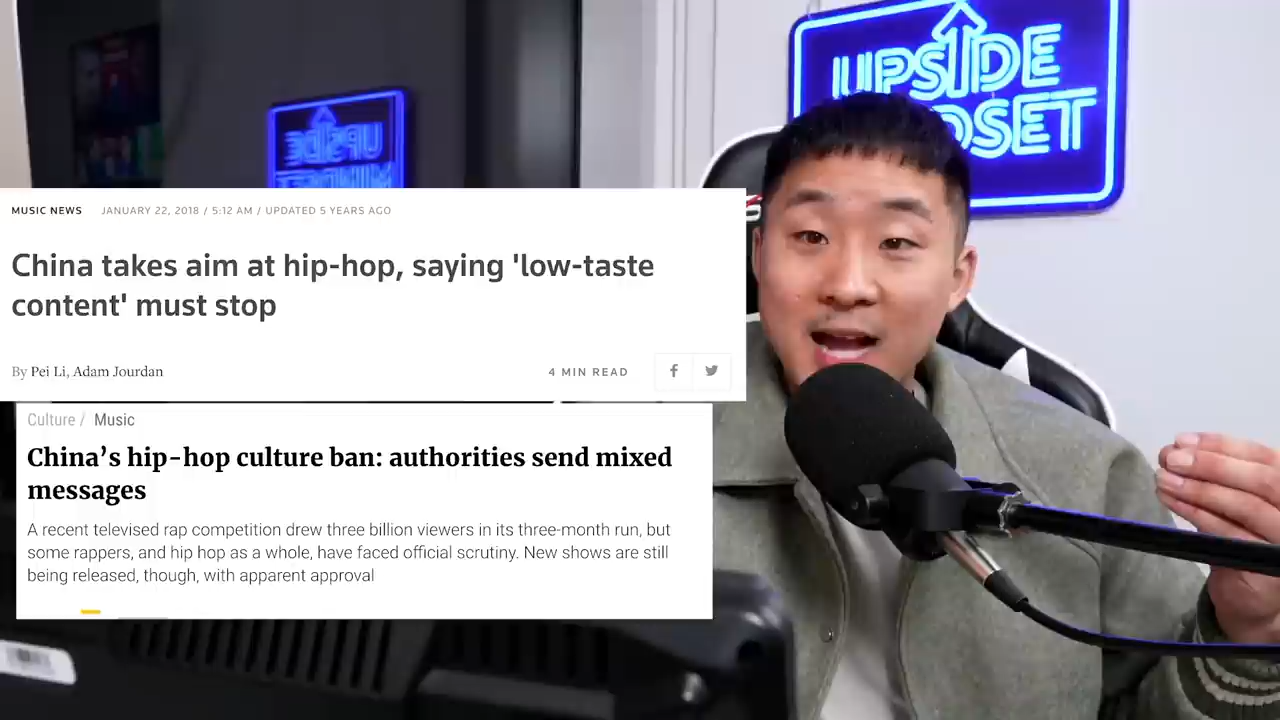 UPSIDE
MINDSET
UPSIDE
MUSIC NEWS JANUARY 22, 2018 / 5:12 AM / UPDATED 5 YEARS AGO
China takes aim at hip-hop, saying 'low-taste
content' must stop
By Pei Li, Adam Jourdan 4 MIN READ
Culture / Music
China’s hip-hop culture ban: authorities send mixed
messages
A recent televised rap competition drew three billion viewers in its three-month run, but
some rappers, and hip hop as a whole, have faced official scrutiny. New shows are still
being released, though, with apparent approval